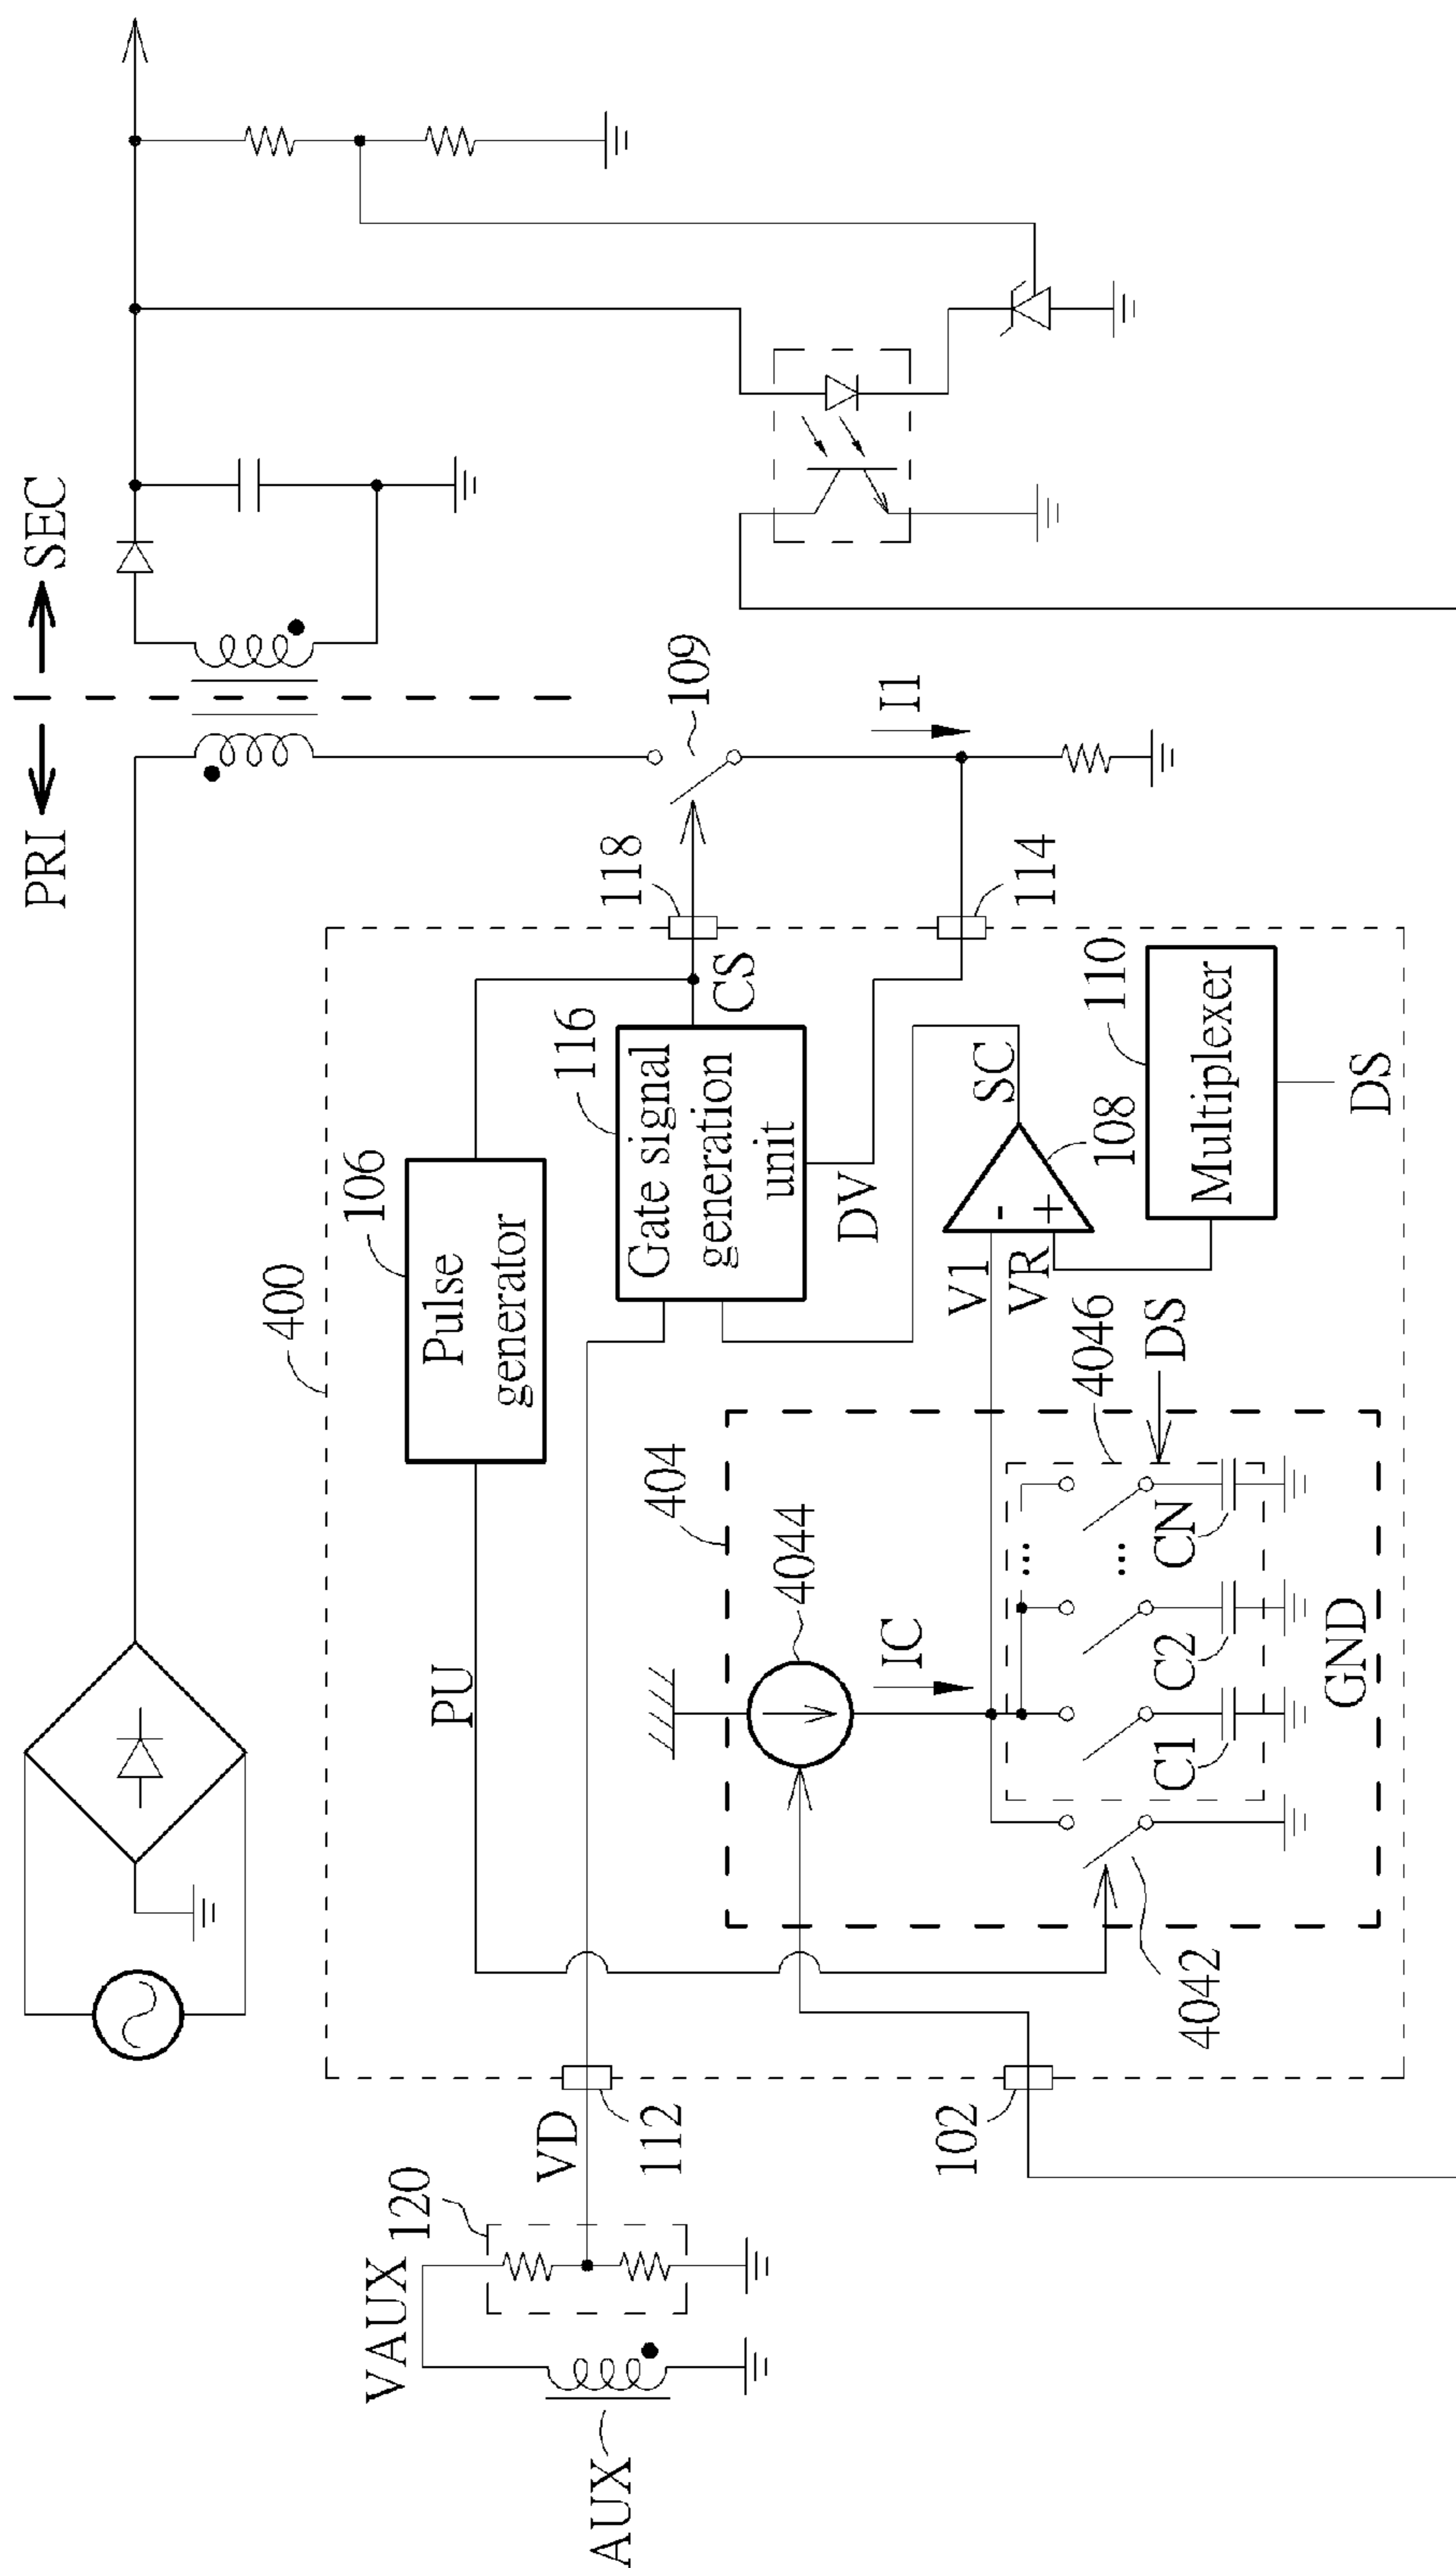 PRI
SEC
400
106
Pulse
generator
PU
116
Gate signal
generation
unit
CS
118
109
I1
114
DV
SC
108
V1
VR
-
+
110
Multiplexer
DS
404
4044
IC
4046
DS
...
...
C1
C2
CN
GND
4042
VAUX
120
VD
112
102
AUX